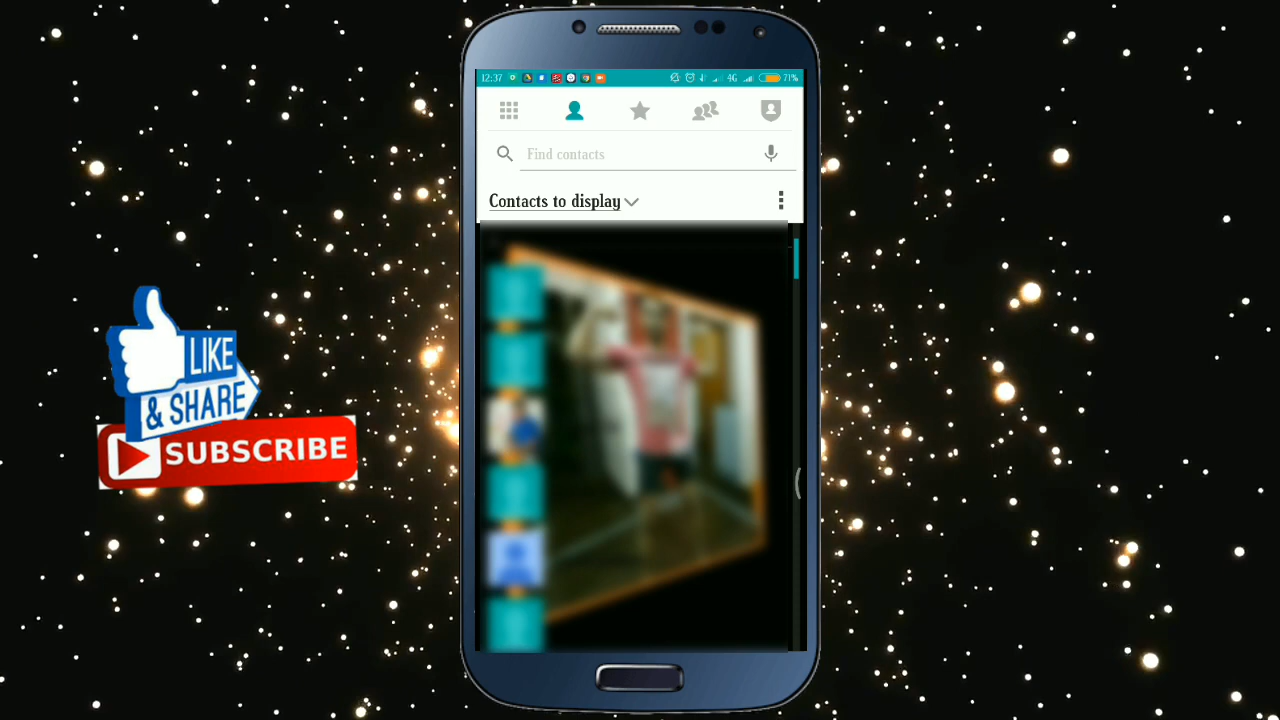 12:37 4G 71%
Find contacts
Contacts to display
LIKE
& SHARE
SUBSCRIBE